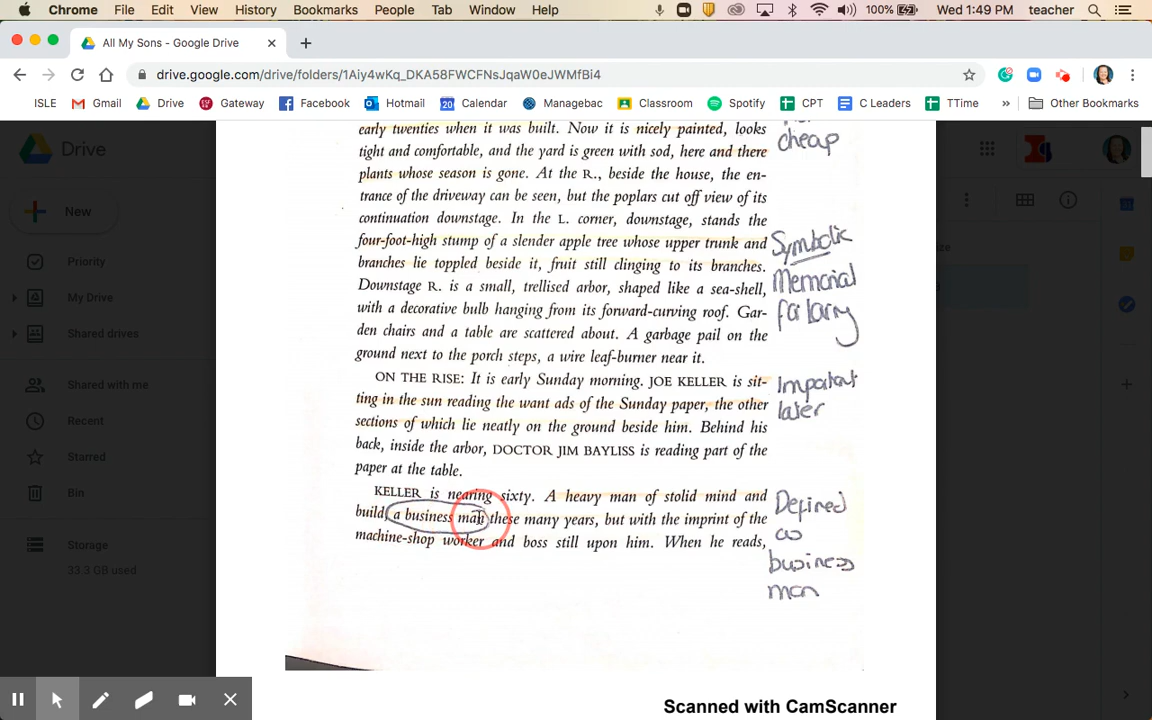 Chrome File Edit View History Bookmarks People Tab Window Help 100% Wed 1:49 PM teacher
All My Sons - Google Drive
drive.google.com/drive/folders/1Aiy4wKq_DKA58FWCFNsJqaW0eJWMfBi4
ISLE Gmail Drive Gateway Facebook Hotmail Calendar Managebac Classroom Spotify CPT C Leaders TTime » Other Bookmarks
Drive
New
Priority
My Drive
Shared drives
Shared with me
Recent
Starred
Bin
Storage
33.3 GB used
early twenties when it was built. Now it is nicely painted, looks
tight and comfortable, and the yard is green with sod, here and there
plants whose season is gone. At the R., beside the house, the en-
trance of the driveway can be seen, but the poplars cut off view of its
continuation downstage. In the L. corner, downstage, stands the
four-foot-high stump of a slender apple tree whose upper trunk and
branches lie toppled beside it, fruit still clinging to its branches.
Downstage R. is a small, trellised arbor, shaped like a sea-shell,
with a decorative bulb hanging from its forward-curving roof. Gar-
den chairs and a table are scattered about. A garbage pail on the
ground next to the porch steps, a wire leaf-burner near it.
ON THE RISE: It is early Sunday morning. JOE KELLER is sit-
ting in the sun reading the want ads of the Sunday paper, the other
sections of which lie neatly on the ground beside him. Behind his
back, inside the arbor, DOCTOR JIM BAYLISS is reading part of the
paper at the table.
KELLER is nearing sixty. A heavy man of stolid mind and
build, a business man these many years, but with the imprint of the
machine-shop worker and boss still upon him. When he reads,
cheap
Symbolic
Memorial
for larry
Important
later
Defined
as
business
man
Scanned with CamScanner